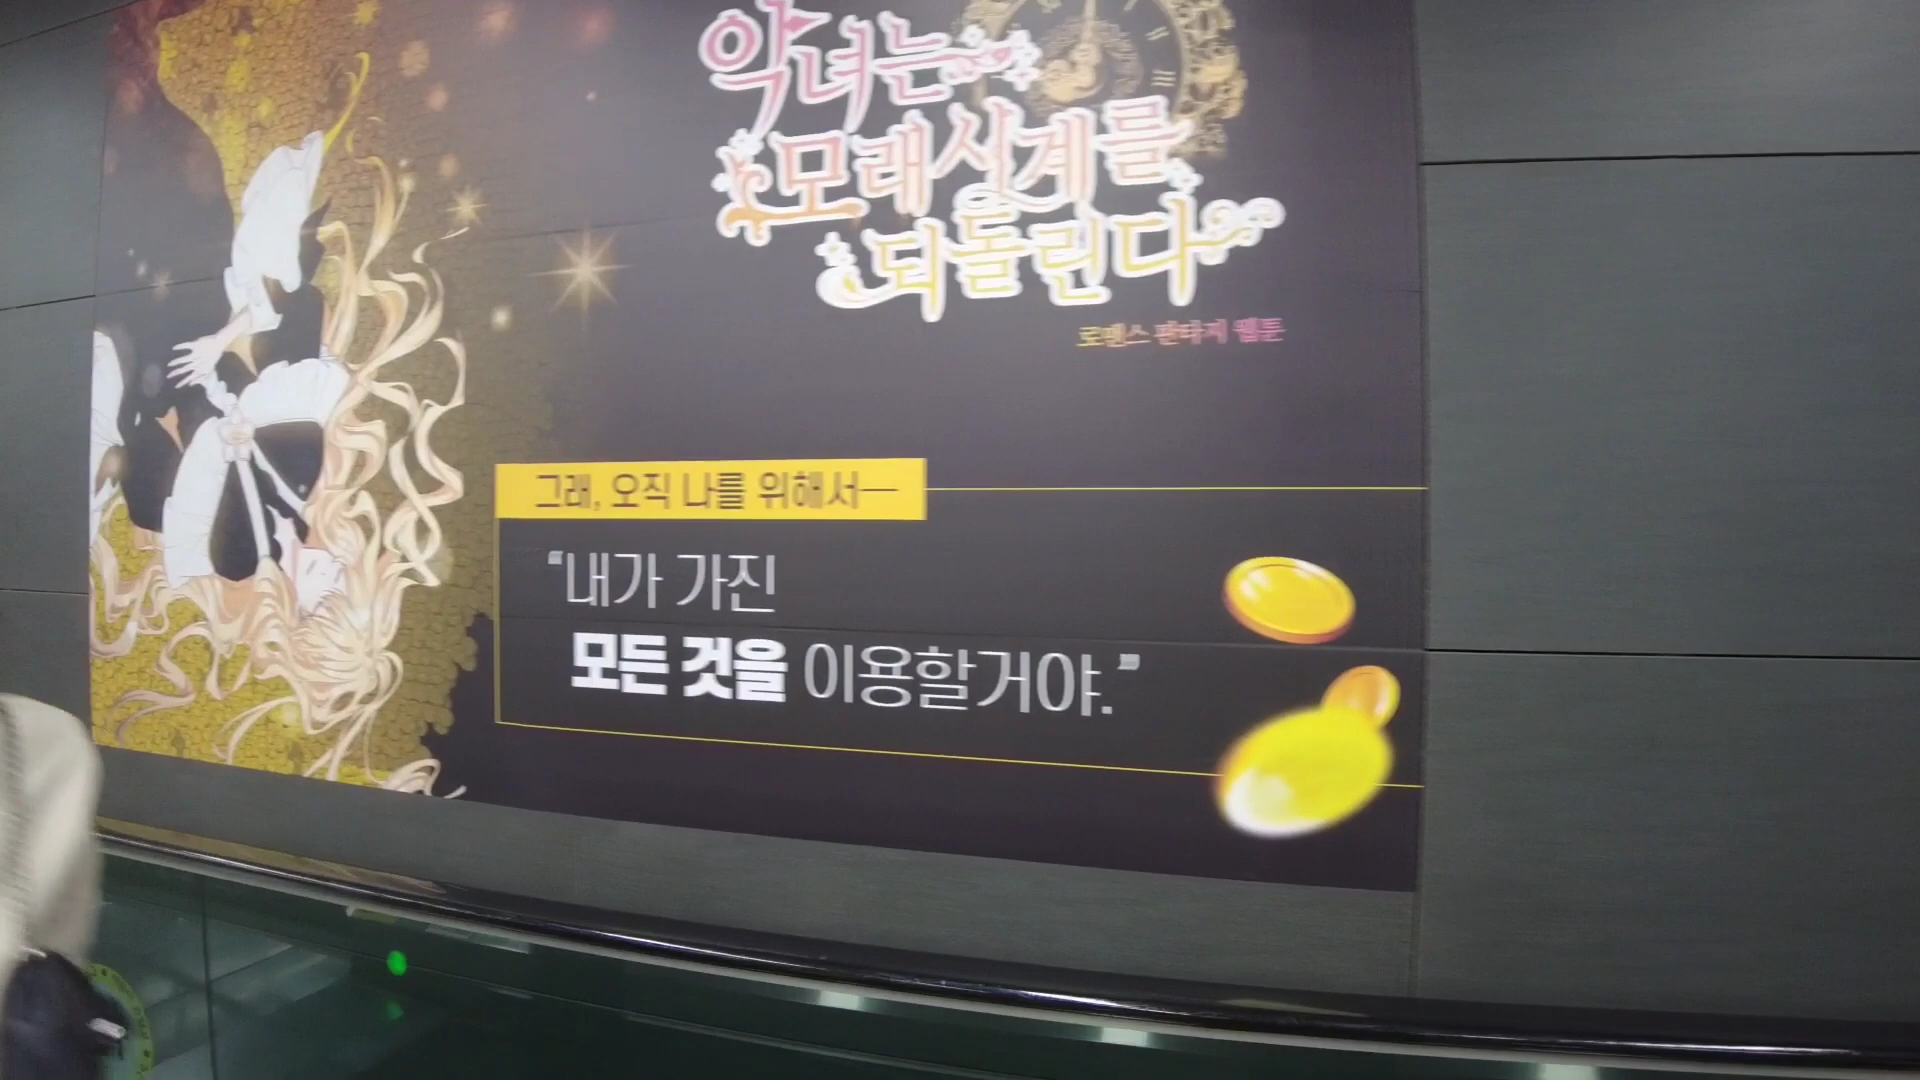 악녀는
모래시계를
되돌린다
로맨스 판타지 웹툰
그래, 오직 나를 위해서—
“내가 가진
모든 것을 이용할거야.”